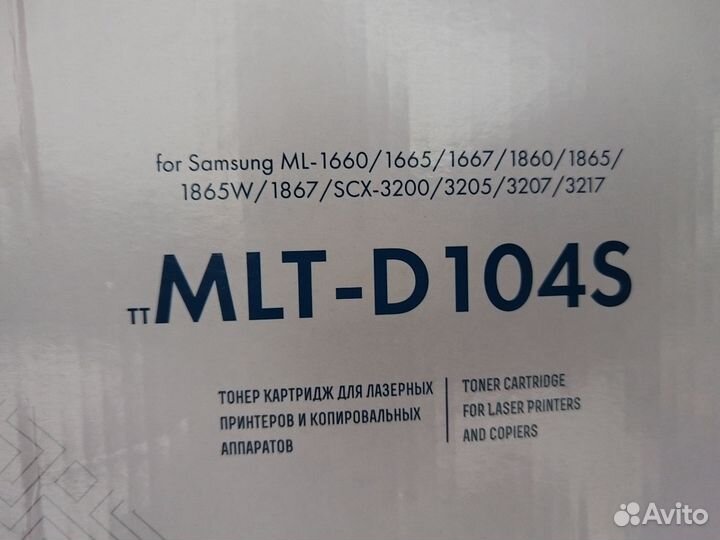 for Samsung ML-1660/1665/1667/1860/1865/
1865W/1867/SCX-3200/3205/3207/3217
TT MLT-D104S
ТОНЕР КАРТРИДЖ ДЛЯ ЛАЗЕРНЫХ
ПРИНТЕРОВ И КОПИРОВАЛЬНЫХ
АППАРАТОВ
TONER CARTRIDGE
FOR LASER PRINTERS
AND COPIERS
Avito